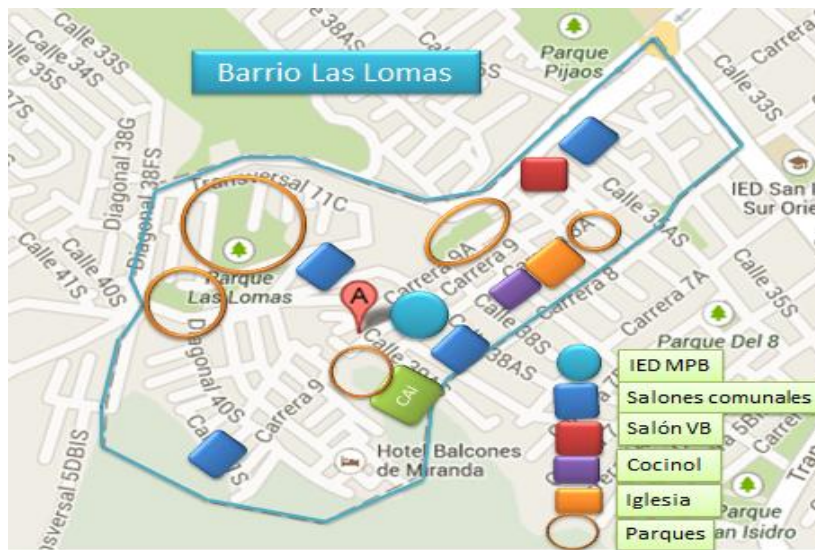 Barrio Las Lomas
Parque
Pijaos
Calle 33S
Calle 34S
Calle 35S
Calle 38AS
Carrera
Calle 33S
Diagonal 38G
Diagonal 38FS
Transversal 11C
IED San
Sur Orie
Calle 35AS
Calle 41S
Calle 40S
Parque
Las Lomas
Carrera 9A
Carrera 9
Carrera 8
Carrera 7A
Calle 35S
A
Calle 38S
Calle 38AS
Parque Del 8
Calle 39A
CAI
Diagonal 40S
Carrera 9
Hotel Balcones
de Miranda
Transversal 5DBIS
IED MPB
Salones comunales
Salón VB
Cocinol
Iglesia
Parques
Parque
an Isidro